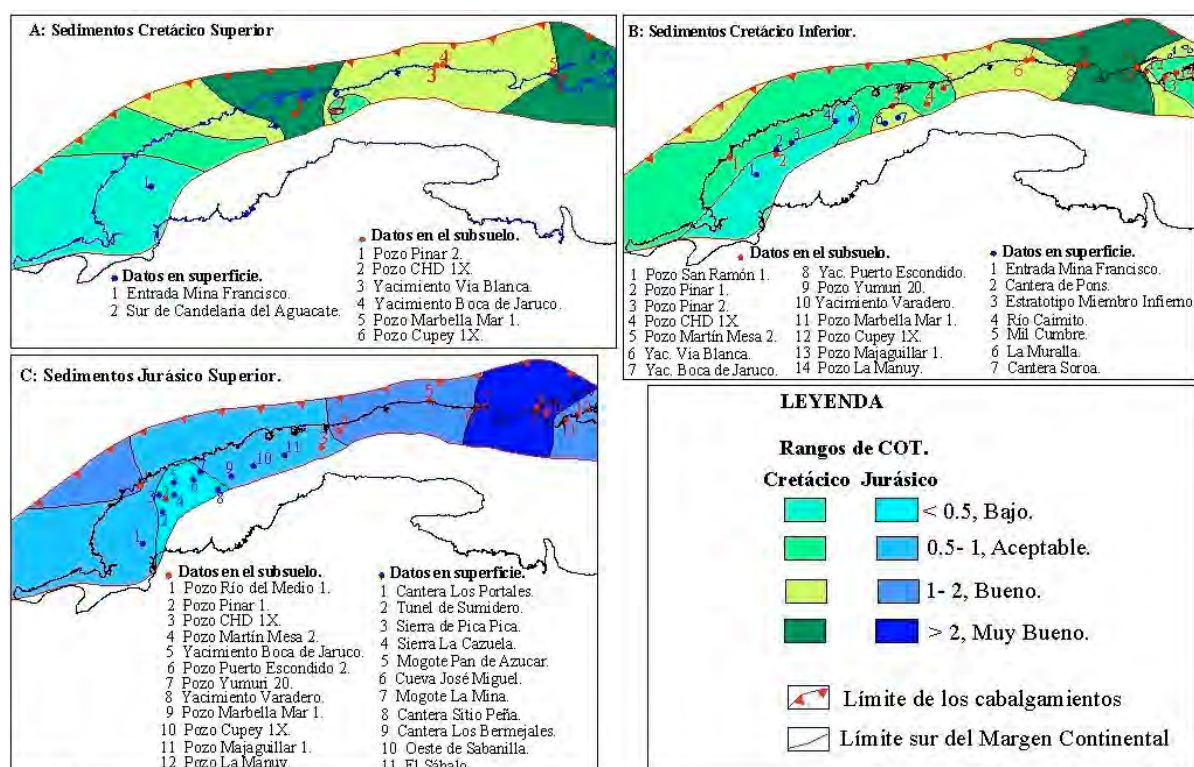 A: Sedimentos Cretácico Superior
Datos en superficie.
1 Entrada Mina Francisco.
2 Sur de Candelaria del Aguacate.
Datos en el subsuelo.
1 Pozo Pinar 2.
2 Pozo CHD 1X.
3 Yacimiento Via Blanca.
4 Yacimiento Boca de Jaruco.
5 Pozo Marbella Mar 1.
6 Pozo Cupey 1X.
B: Sedimentos Cretácico Inferior.
Datos en el subsuelo.
1 Pozo San Ramón 1.
2 Pozo Pinar 1.
3 Pozo Pinar 2.
4 Pozo CHD 1X
5 Pozo Martín Mesa 2.
6 Yac. Via Blanca.
7 Yac. Boca de Jaruco.
8 Yac. Puerto Escondido.
9 Pozo Yumuri 20.
10 Yacimiento Varadero.
11 Pozo Marbella Mar 1.
12 Pozo Cupey 1X.
13 Pozo Majaguillar 1.
14 Pozo La Manuy.
Datos en superficie.
1 Entrada Mina Francisco.
2 Cantera de Pons.
3 Estratotipo Miembro Infierno
4 Río Caimito.
5 Mil Cumbre.
6 La Muralla.
7 Cantera Soroa.
C: Sedimentos Jurásico Superior.
Datos en el subsuelo.
1 Pozo Río del Medio 1.
2 Pozo Pinar 1.
3 Pozo CHD 1X.
4 Pozo Martín Mesa 2.
5 Yacimiento Boca de Jaruco.
6 Pozo Puerto Escondido 2.
7 Pozo Yumuri 20.
8 Yacimiento Varadero.
9 Pozo Marbella Mar 1.
10 Pozo Cupey 1X.
11 Pozo Majaguillar 1.
12 Pozo La Manuy.
Datos en superficie.
1 Cantera Los Portales.
2 Tunel de Sumidero.
3 Sierra de Pica Pica.
4 Sierra La Cazuela.
5 Mogote Pan de Azucar.
6 Cueva José Miguel.
7 Mogote La Mina.
8 Cantera Sitio Peña.
9 Cantera Los Bermejales.
10 Oeste de Sabanilla.
11 El Sábalo.
LEYENDA
Rangos de COT.
Cretácico Jurásico
< 0.5, Bajo.
0.5- 1, Aceptable.
1- 2, Bueno.
> 2, Muy Bueno.
Límite de los cabalgamientos
Límite sur del Margen Continental